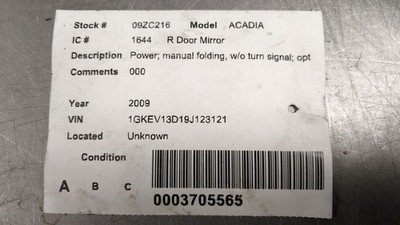 Stock # 09ZC216 Model ACADIA
IC # 1644 R Door Mirror
Description Power; manual folding, w/o turn signal; opt
Comments 000
Year 2009
VIN 1GKEV13D19J123121
Located Unknown
Condition
A B C
0003705565